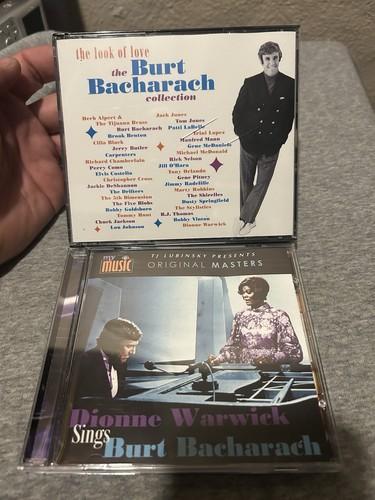 the look of love
the Burt
Bacharach
collection
Herb Alpert &
The Tijuana Brass
Burt Bacharach
Brook Benton
Cilla Black
Jerry Butler
Carpenters
Richard Chamberlain
Perry Como
Elvis Costello
Christopher Cross
Jackie DeShannon
The Drifters
The 5th Dimension
The Five Blobs
Bobby Goldsboro
Tommy Hunt
Chuck Jackson
Lou Johnson
Jack Jones
Tom Jones
Patti LaBelle
Trini Lopez
Manfred Mann
Gene McDaniels
Michael McDonald
Rick Nelson
Jill O'Hara
Tony Orlando
Gene Pitney
Jimmy Radcliffe
Marty Robbins
The Shirelles
Dusty Springfield
The Stylistics
B.J. Thomas
Bobby Vinton
Dionne Warwick
my
music
TJ LUBINSKY PRESENTS
ORIGINAL MASTERS
Dionne Warwick
Sings
Burt Bacharach